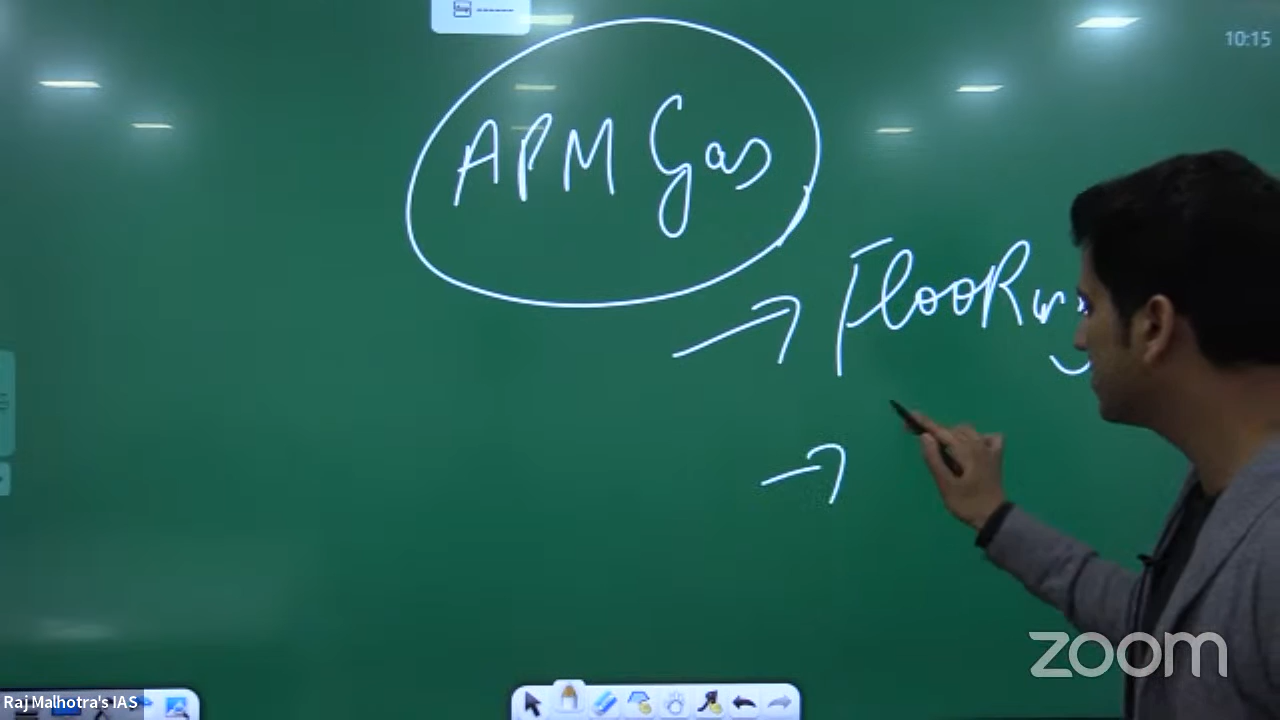 10:15
APM Gas
→ FlooR
→
Raj Malhotra's IAS
zoom